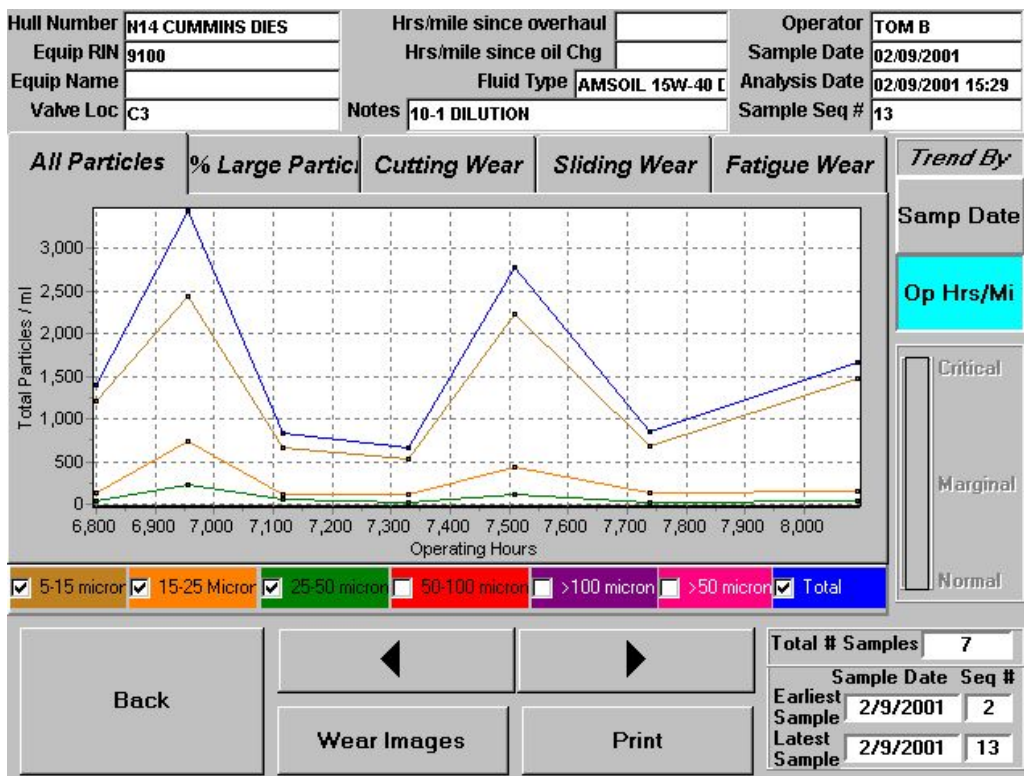 Hull Number N14 CUMMINS DIES Hrs/mile since overhaul Operator TOM B
Equip RIN 9100 Hrs/mile since oil Chg Sample Date 02/09/2001
Equip Name Fluid Type AMSOIL 15W-40 D Analysis Date 02/09/2001 15:29
Valve Loc C3 Notes 10-1 DILUTION Sample Seq # 13
All Particles % Large Partic Cutting Wear Sliding Wear Fatigue Wear
Trend By
Samp Date
Op Hrs/Mi
Critical
Marginal
Normal
Total Particles / ml
3,000
2,500
2,000
1,500
1,000
500
0
6,800 6,900 7,000 7,100 7,200 7,300 7,400 7,500 7,600 7,700 7,800 7,900 8,000
Operating Hours
5-15 micror 15-25 Micron 25-50 micron 50-100 micron >100 micron >50 micron Total
Back
Wear Images Print
Total # Samples 7
Sample Date Seq #
Earliest Sample 2/9/2001 2
Latest Sample 2/9/2001 13